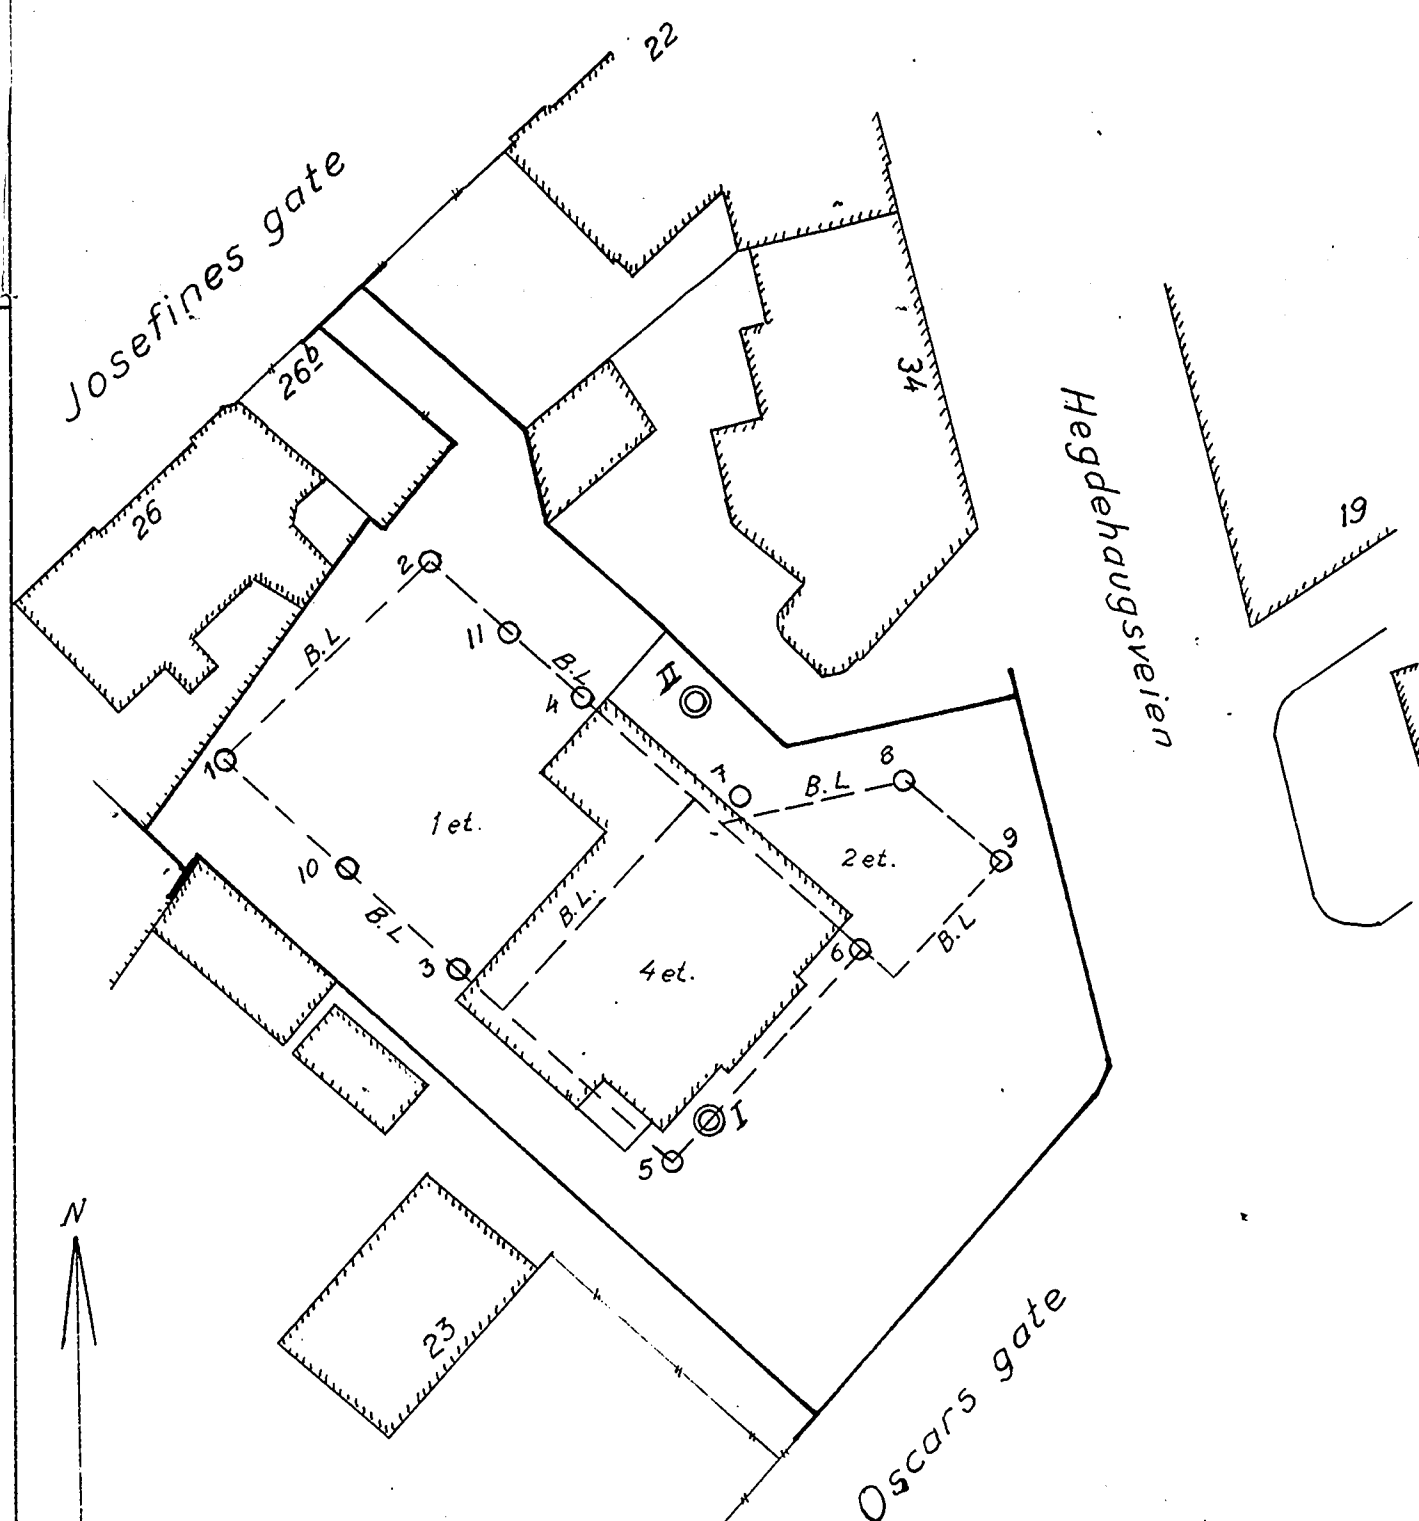 22
Josefines gate
26b
34
Hegdehaugsveien
26
19
2
11
B.L
B.L
4
II
1
7
8
B.L
1 et.
2 et.
9
10
B.L
B.L.
B.L
3
4 et.
6
I
5
N
23
Oscars gate